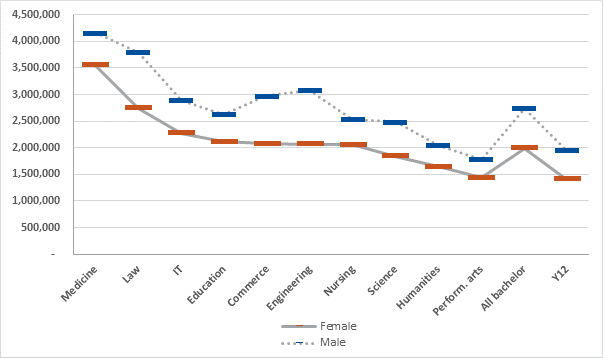 4,500,000
4,000,000
3,500,000
3,000,000
2,500,000
2,000,000
1,500,000
1,000,000
500,000
-
Medicine
Law
IT
Education
Commerce
Engineering
Nursing
Science
Humanities
Perform. arts
All bachelor
Y12
Female
Male